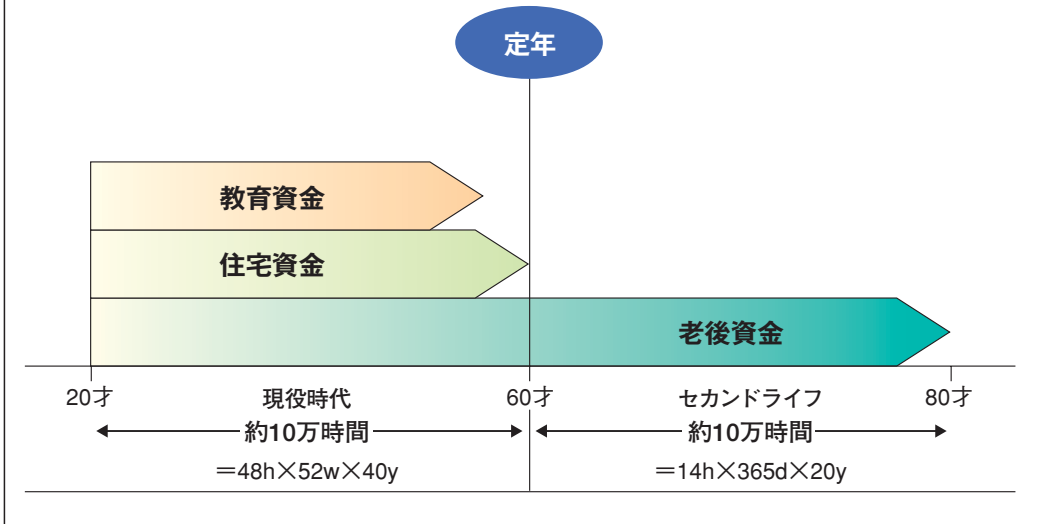 定年
教育資金
住宅資金
老後資金
20才 現役時代 60才 セカンドライフ 80才
約10万時間 約10万時間
＝48h×52w×40y ＝14h×365d×20y